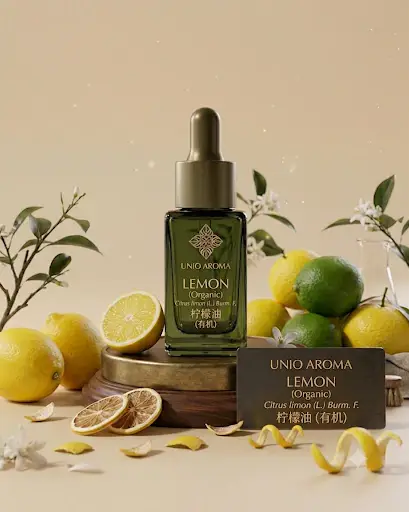 UNIO AROMA
LEMON
(Organic)
Citrus limon (L.) Burm. F.
柠檬油
(有机)
UNIO AROMA
LEMON
(Organic)
Citrus limon (L.) Burm. F.
柠檬油 (有机)